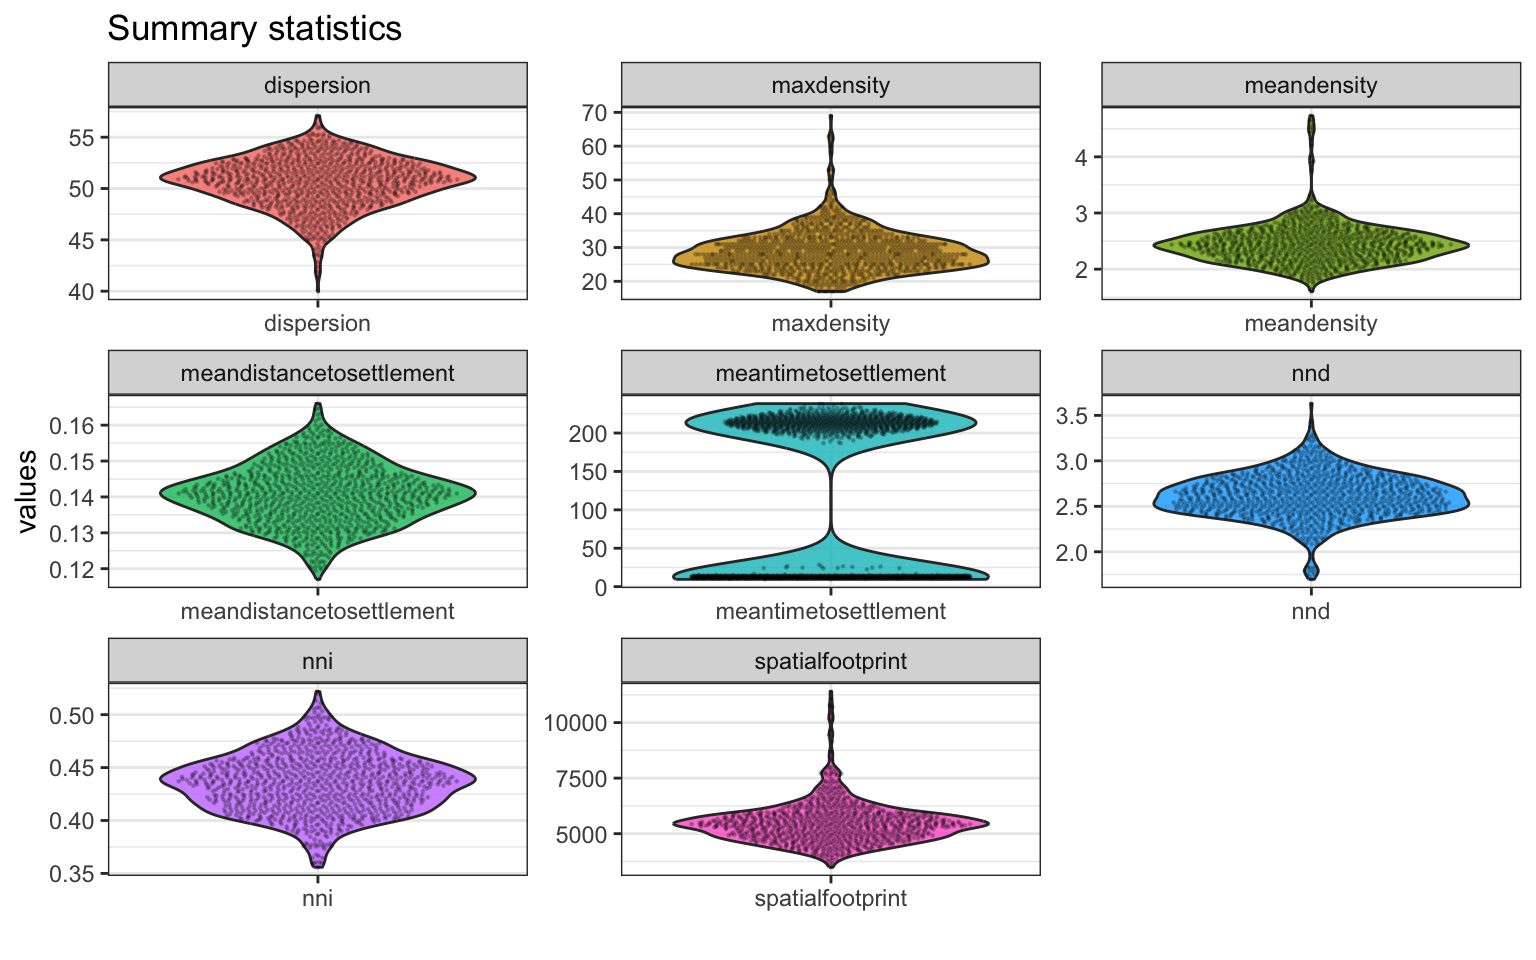 Summary statistics
dispersion
maxdensity
meandensity
55
50
45
40
70
60
50
40
30
20
4
3
2
dispersion
maxdensity
meandensity
meandistancetosettlement
meantimetosettlement
nnd
values
0.16
0.15
0.14
0.13
0.12
200
150
100
50
0
3.5
3.0
2.5
2.0
meandistancetosettlement
meantimetosettlement
nnd
nni
spatialfootprint
0.50
0.45
0.40
0.35
10000
7500
5000
nni
spatialfootprint